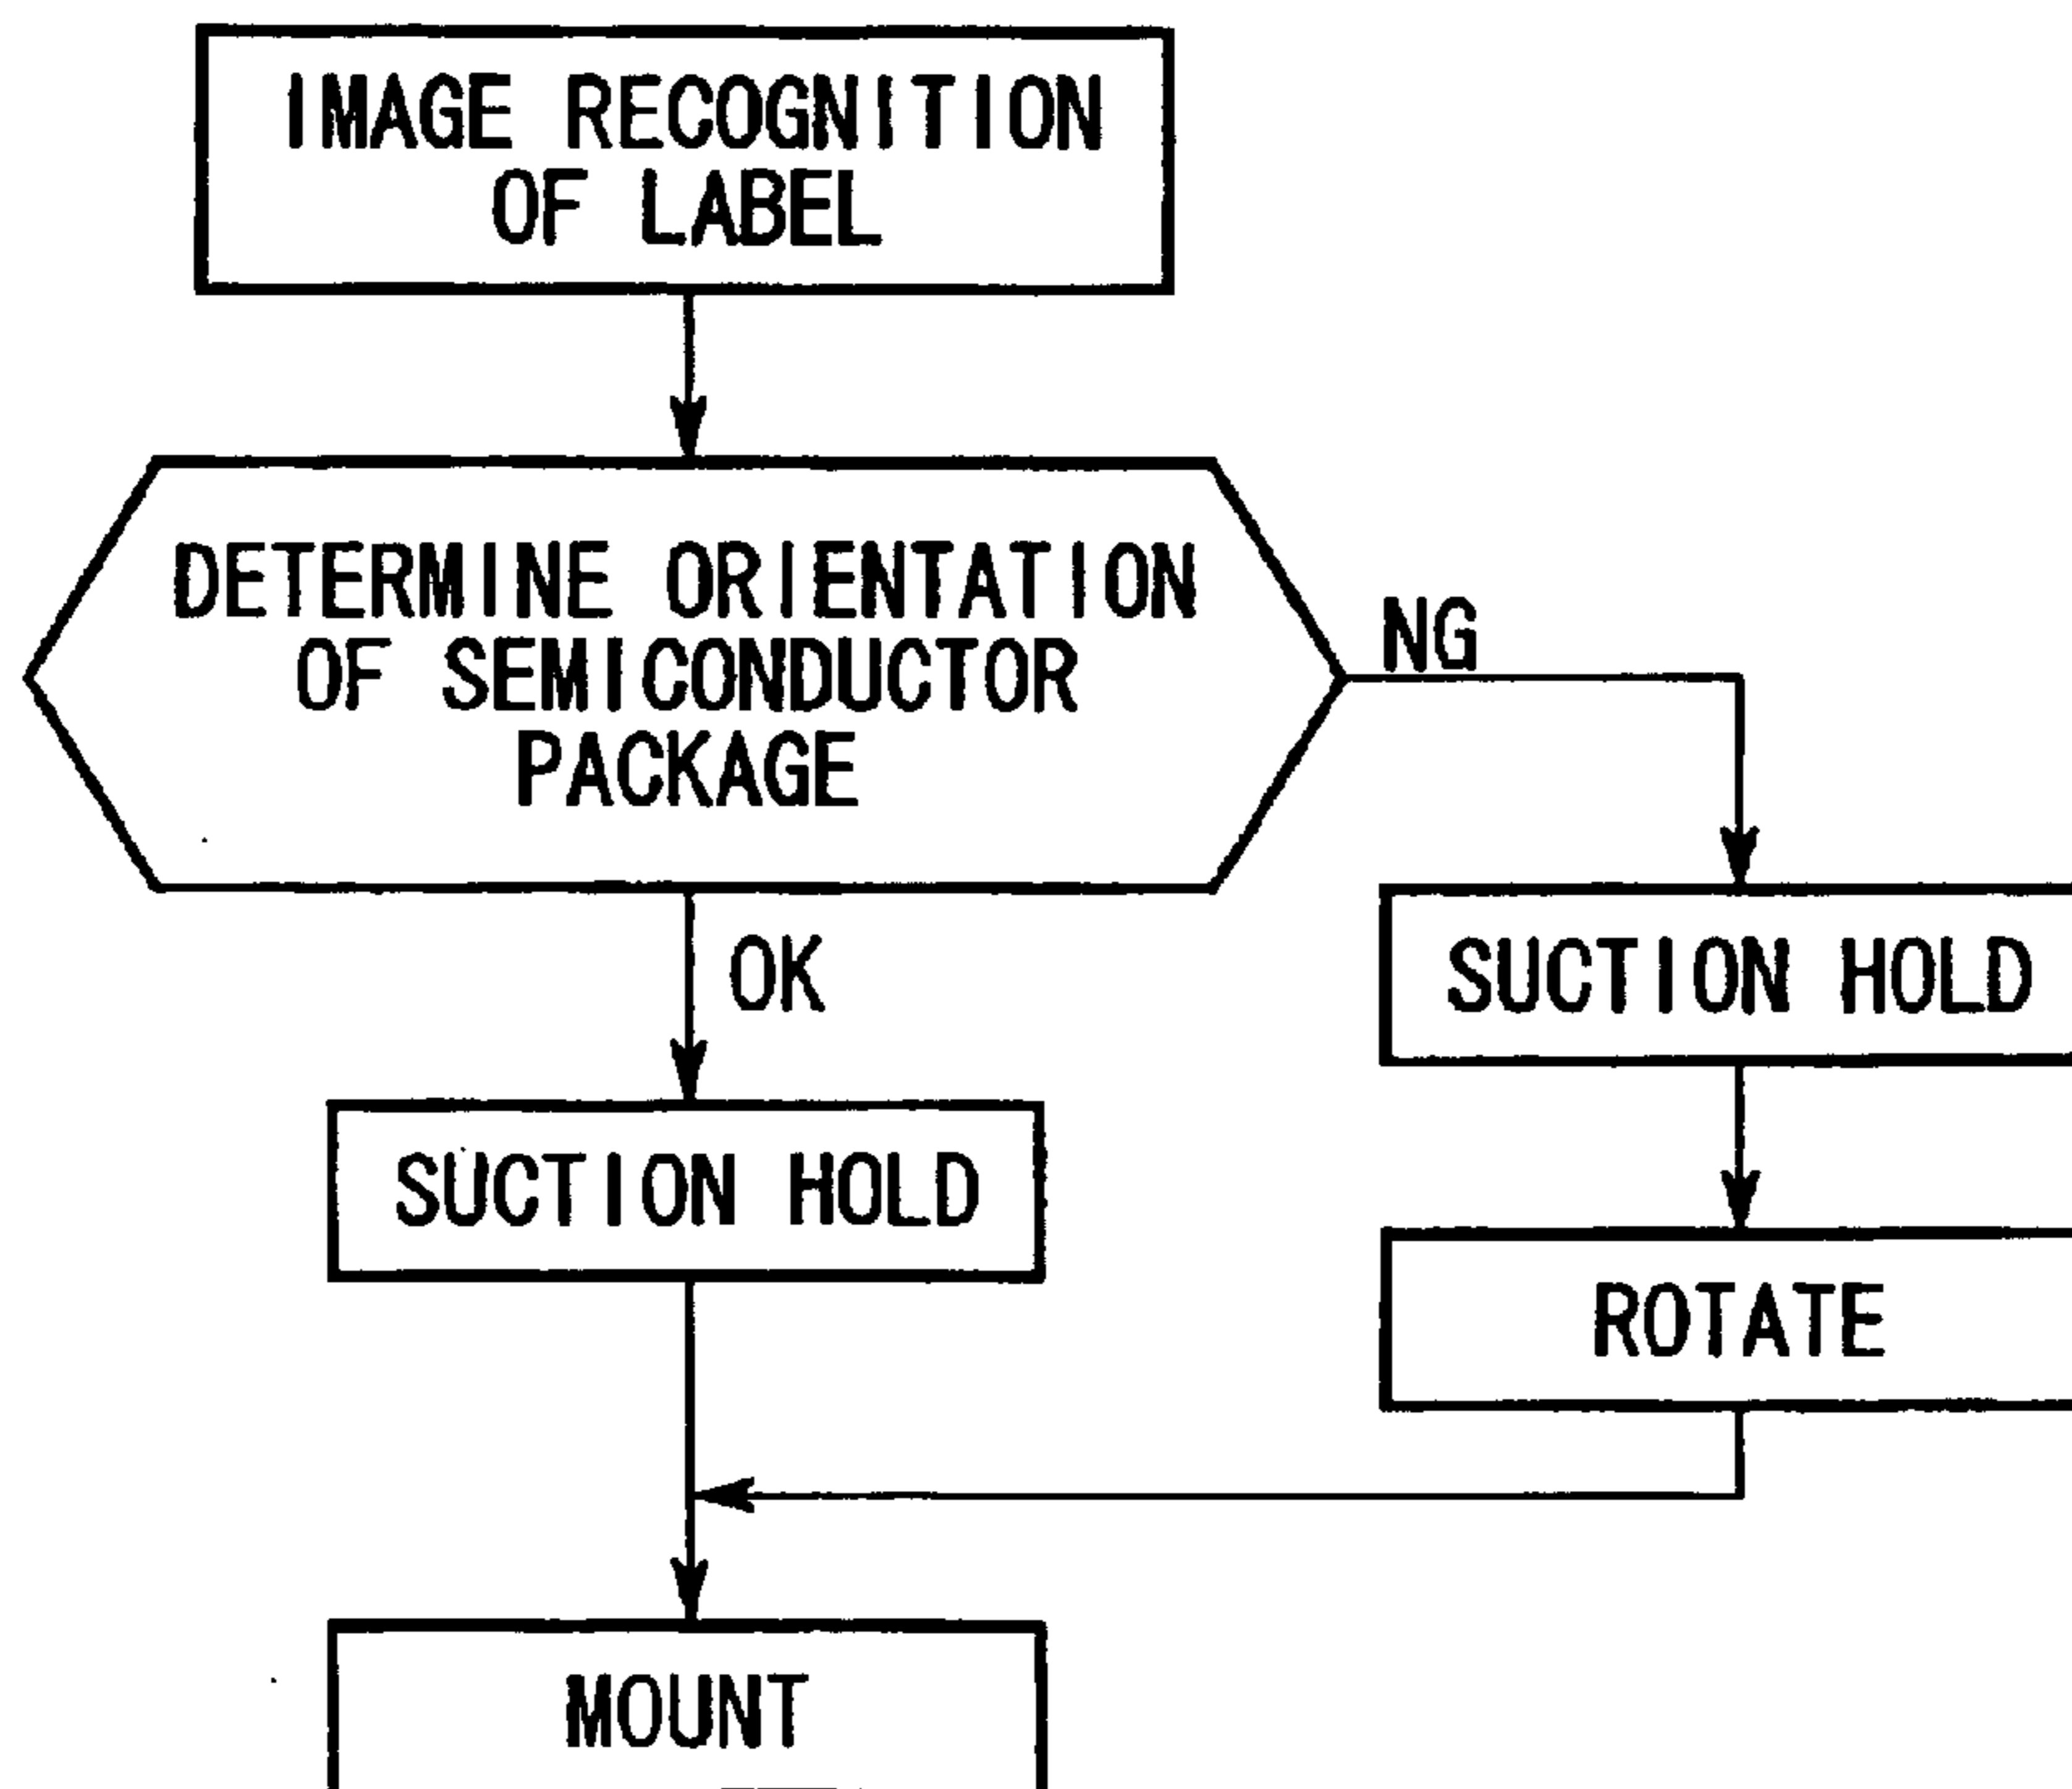 IMAGE RECOGNITION
OF LABEL
DETERMINE ORIENTATION
OF SEMICONDUCTOR
PACKAGE
NG
OK
SUCTION HOLD
SUCTION HOLD
ROTATE
MOUNT